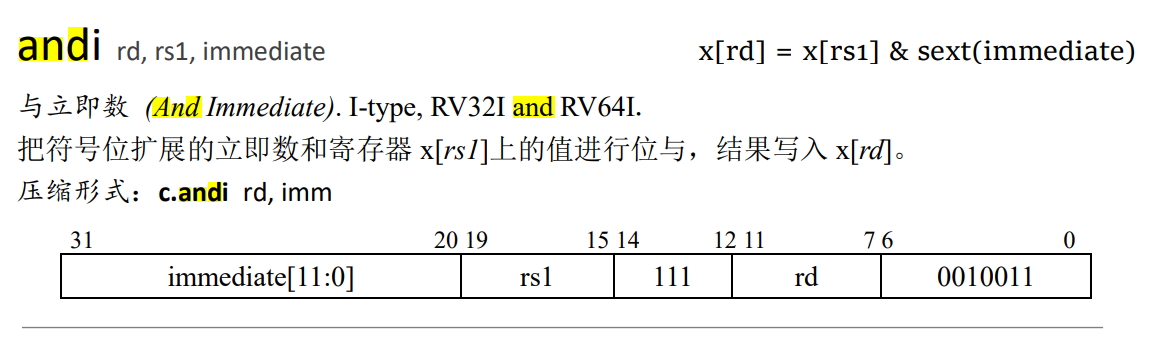 andi rd, rs1, immediate x[rd] = x[rs1] & sext(immediate)
与立即数 (And Immediate). I-type, RV32I and RV64I.
把符号位扩展的立即数和寄存器 x[rs1]上的值进行位与，结果写入 x[rd]。
压缩形式：c.andi rd, imm
31 20 19 15 14 12 11 7 6 0
immediate[11:0] rs1 111 rd 0010011